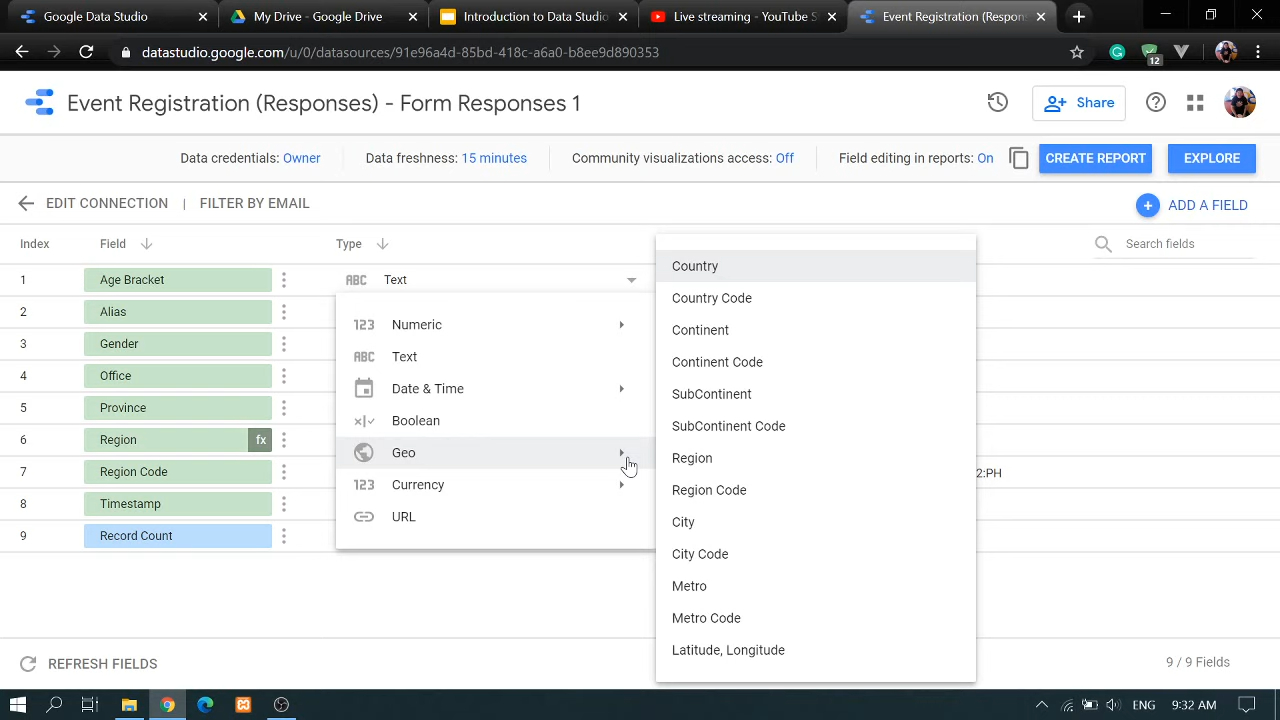 Google Data Studio
My Drive - Google Drive
Introduction to Data Studio
Live streaming - YouTube S
Event Registration (Respon
datastudio.google.com/u/0/datasources/91e96a4d-85bd-418c-a6a0-b8ee9d890353
12
Event Registration (Responses) - Form Responses 1
Share
Data credentials: Owner
Data freshness: 15 minutes
Community visualizations access: Off
Field editing in reports: On
CREATE REPORT
EXPLORE
EDIT CONNECTION | FILTER BY EMAIL
ADD A FIELD
Index
Field
Type
Search fields
1
Age Bracket
ABC Text
2
Alias
3
Gender
4
Office
5
Province
6
Region
fx
7
Region Code
2:PH
8
Timestamp
9
Record Count
123 Numeric
ABC Text
Date & Time
Boolean
Geo
123 Currency
URL
Country
Country Code
Continent
Continent Code
SubContinent
SubContinent Code
Region
Region Code
City
City Code
Metro
Metro Code
Latitude, Longitude
REFRESH FIELDS
9 / 9 Fields
ENG
9:32 AM